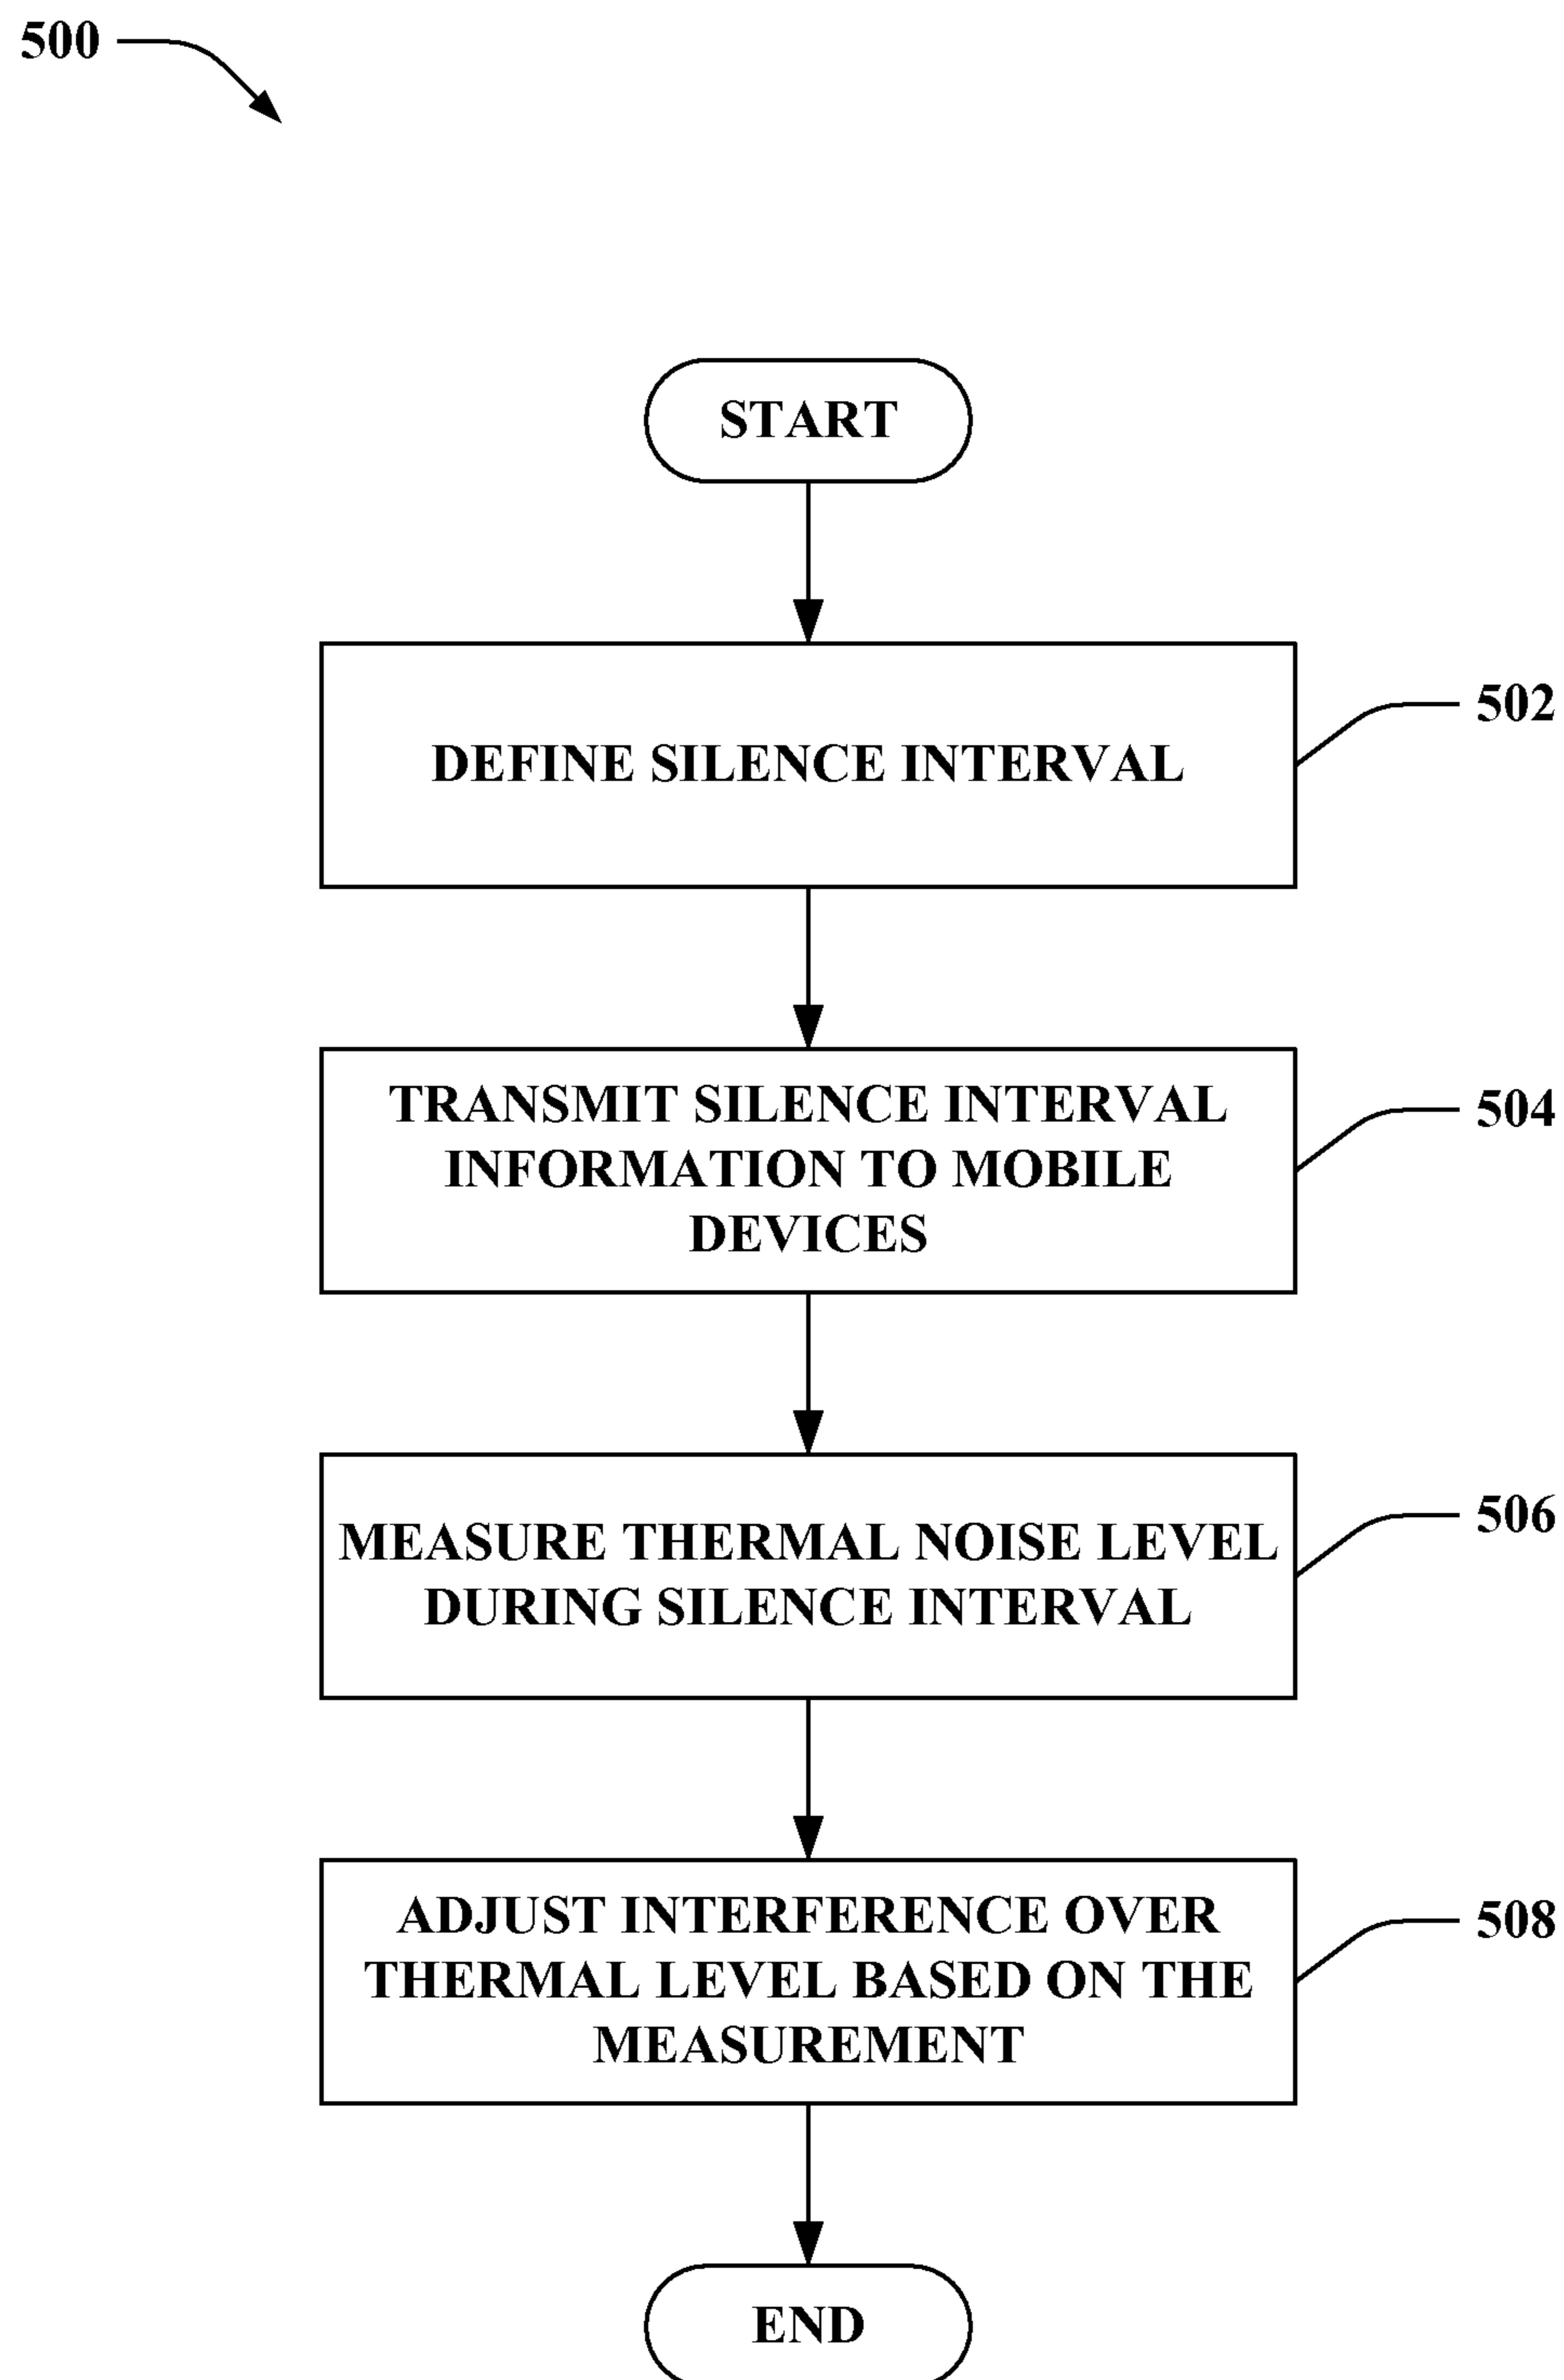 500
START
DEFINE SILENCE INTERVAL
502
TRANSMIT SILENCE INTERVAL
INFORMATION TO MOBILE
DEVICES
504
MEASURE THERMAL NOISE LEVEL
DURING SILENCE INTERVAL
506
ADJUST INTERFERENCE OVER
THERMAL LEVEL BASED ON THE
MEASUREMENT
508
END